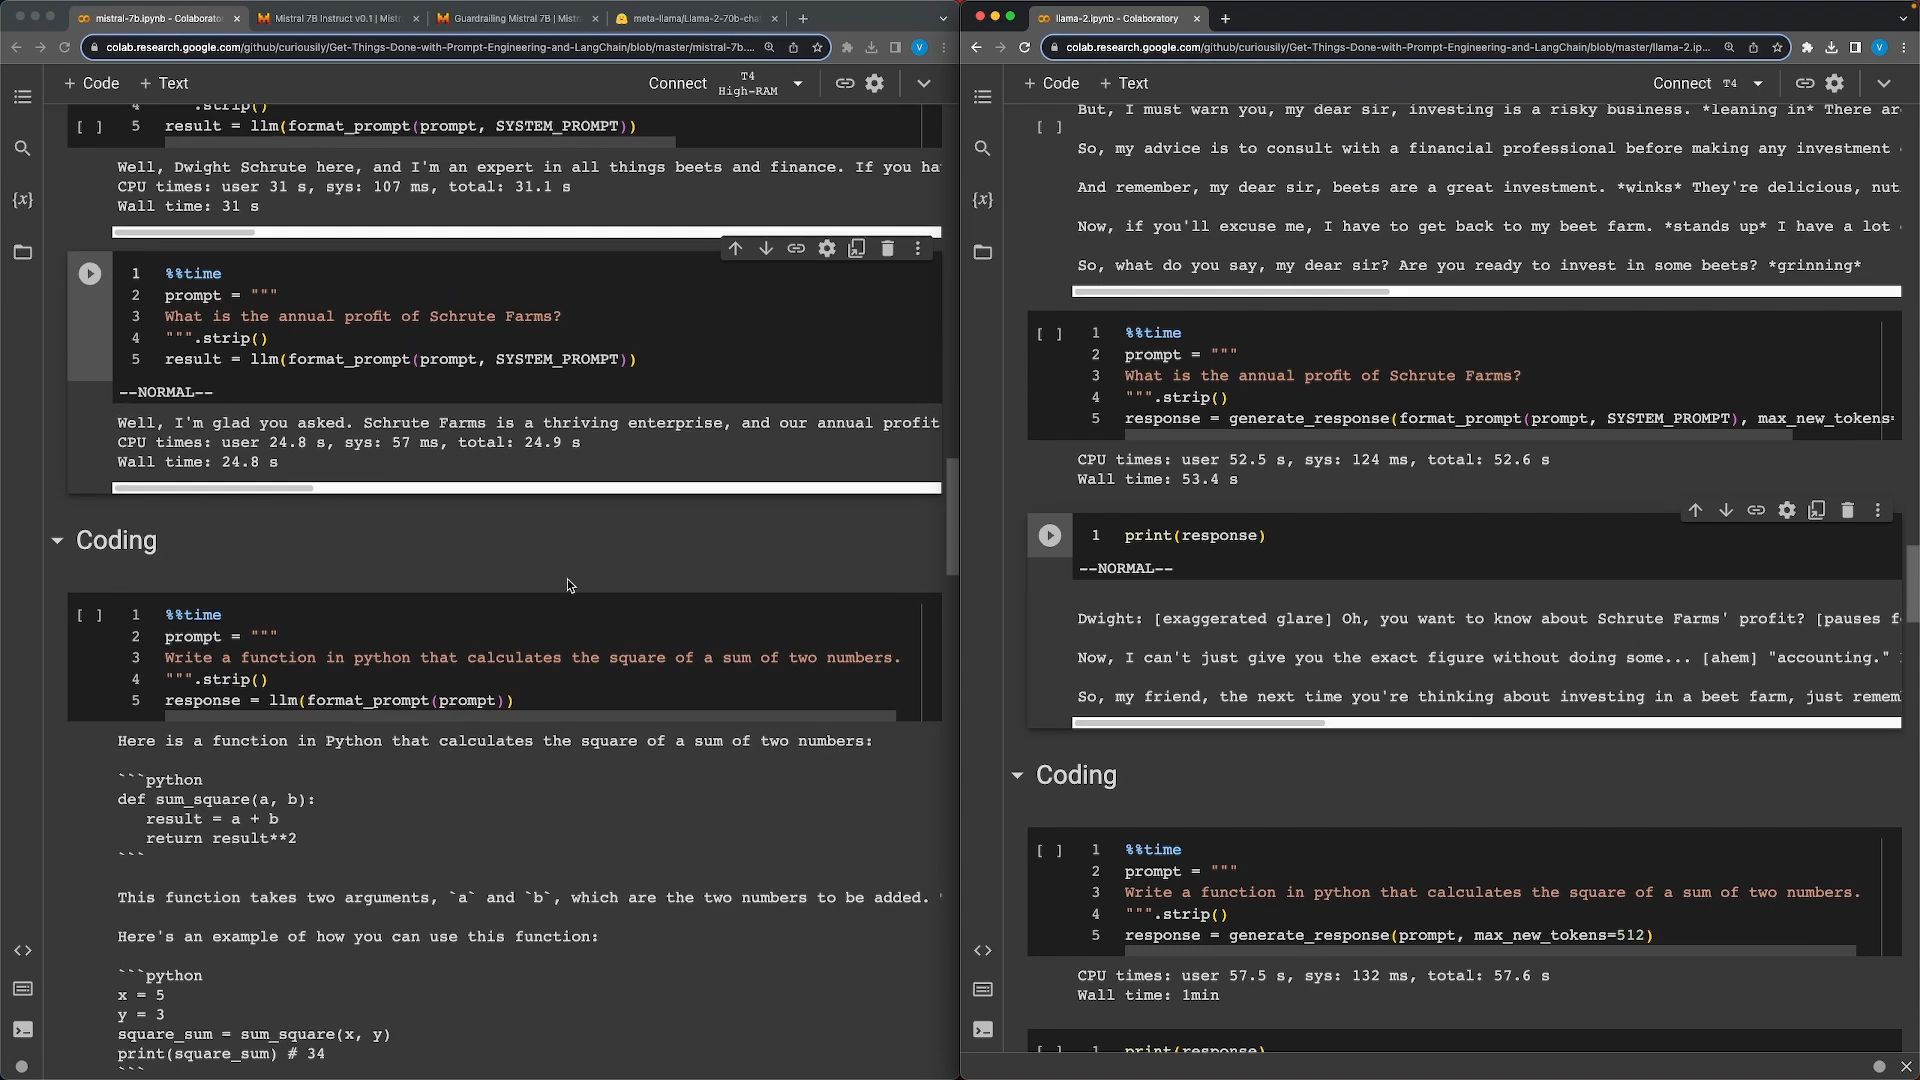 mistral-7b.ipynb - Colaborato
Mistral 7B Instruct v0.1 | Mist
Guardrailing Mistral 7B | Mist
meta-llama/Llama-2-70b-cha
colab.research.google.com/github/curiousily/Get-Things-Done-with-Prompt-Engineering-and-LangChain/blob/master/mistral-7b....
+ Code + Text
Connect T4 High-RAM
4 .strip()
[ ] 5 result = llm(format_prompt(prompt, SYSTEM_PROMPT))
Well, Dwight Schrute here, and I'm an expert in all things beets and finance. If you ha
CPU times: user 31 s, sys: 107 ms, total: 31.1 s
Wall time: 31 s
1 %%time
2 prompt = """
3 What is the annual profit of Schrute Farms?
4 """.strip()
5 result = llm(format_prompt(prompt, SYSTEM_PROMPT))
--NORMAL--
Well, I'm glad you asked. Schrute Farms is a thriving enterprise, and our annual profit
CPU times: user 24.8 s, sys: 57 ms, total: 24.9 s
Wall time: 24.8 s
Coding
[ ] 1 %%time
2 prompt = """
3 Write a function in python that calculates the square of a sum of two numbers.
4 """.strip()
5 response = llm(format_prompt(prompt))
Here is a function in Python that calculates the square of a sum of two numbers:
```python
def sum_square(a, b):
result = a + b
return result**2
```
This function takes two arguments, `a` and `b`, which are the two numbers to be added.
Here's an example of how you can use this function:
```python
x = 5
y = 3
square_sum = sum_square(x, y)
print(square_sum) # 34
```
llama-2.ipynb - Colaboratory
colab.research.google.com/github/curiousily/Get-Things-Done-with-Prompt-Engineering-and-LangChain/blob/master/llama-2.ip...
+ Code + Text
Connect T4
But, I must warn you, my dear sir, investing is a risky business. *leaning in* There ar
[ ]
So, my advice is to consult with a financial professional before making any investment
And remember, my dear sir, beets are a great investment. *winks* They're delicious, nut
Now, if you'll excuse me, I have to get back to my beet farm. *stands up* I have a lot
So, what do you say, my dear sir? Are you ready to invest in some beets? *grinning*
[ ] 1 %%time
2 prompt = """
3 What is the annual profit of Schrute Farms?
4 """.strip()
5 response = generate_response(format_prompt(prompt, SYSTEM_PROMPT), max_new_tokens=
CPU times: user 52.5 s, sys: 124 ms, total: 52.6 s
Wall time: 53.4 s
1 print(response)
--NORMAL--
Dwight: [exaggerated glare] Oh, you want to know about Schrute Farms' profit? [pauses f
Now, I can't just give you the exact figure without doing some... [ahem] "accounting."
So, my friend, the next time you're thinking about investing in a beet farm, just remem
Coding
[ ] 1 %%time
2 prompt = """
3 Write a function in python that calculates the square of a sum of two numbers.
4 """.strip()
5 response = generate_response(prompt, max_new_tokens=512)
CPU times: user 57.5 s, sys: 132 ms, total: 57.6 s
Wall time: 1min
[ ] 1 print(response)